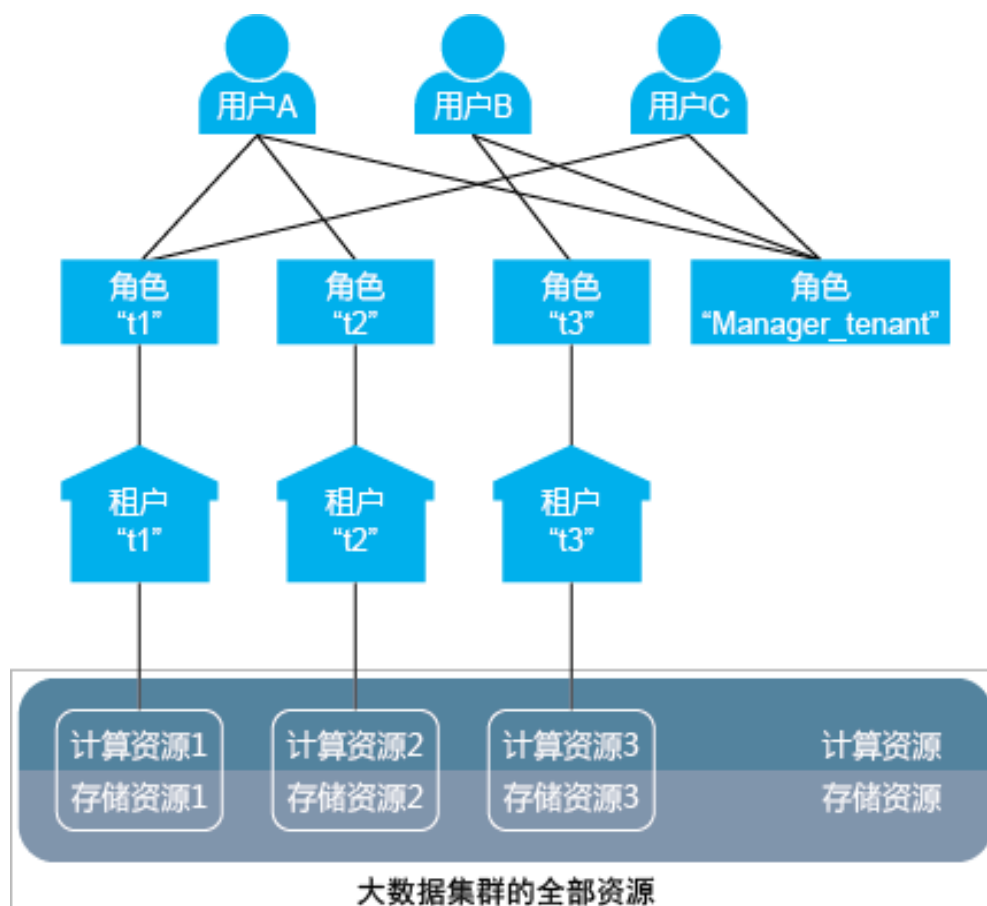 用户A
用户B
用户C
角色
“t1”
角色
“t2”
角色
“t3”
角色
“Manager_tenant”
租户
“t1”
租户
“t2”
租户
“t3”
计算资源1
计算资源2
计算资源3
计算资源
存储资源1
存储资源2
存储资源3
存储资源
大数据集群的全部资源